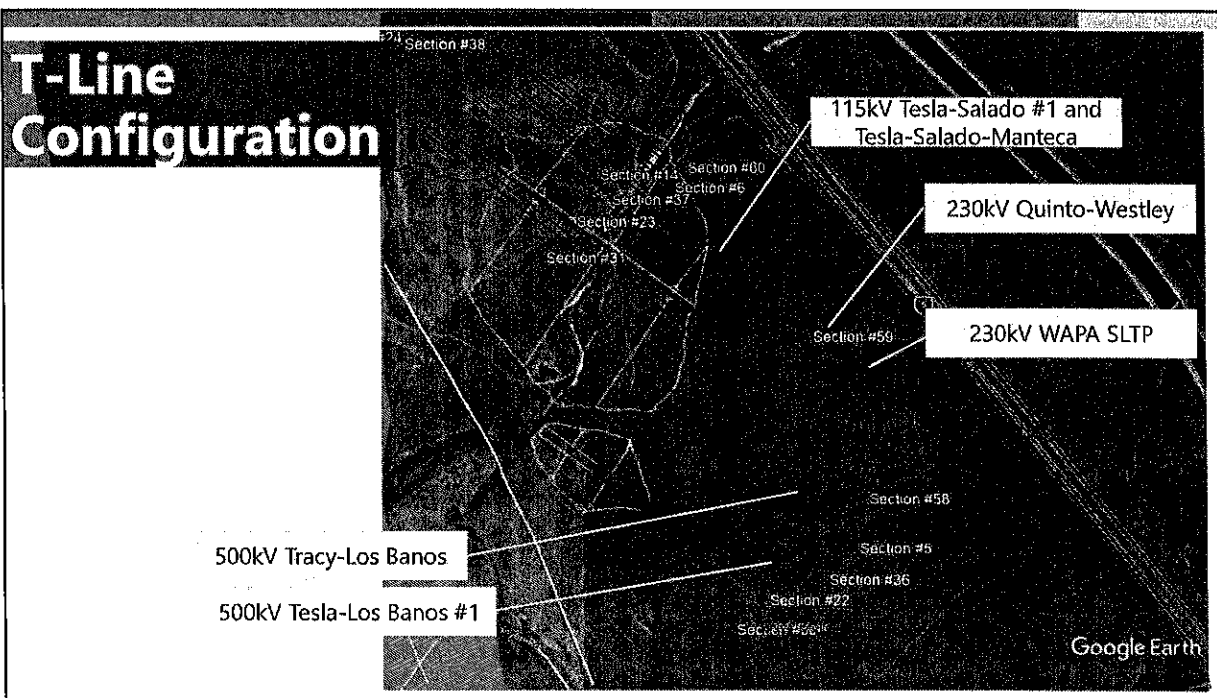 T-Line
Configuration
Section #38
115kV Tesla-Salado #1 and
Tesla-Salado-Manteca
Section #14
Section #60
Section #6
Section #37
Section #23
Section #31
230kV Quinto-Westley
Section #59
230kV WAPA SLTP
Section #58
500kV Tracy-Los Banos
Section #5
Section #36
500kV Tesla-Los Banos #1
Section #22
Google Earth